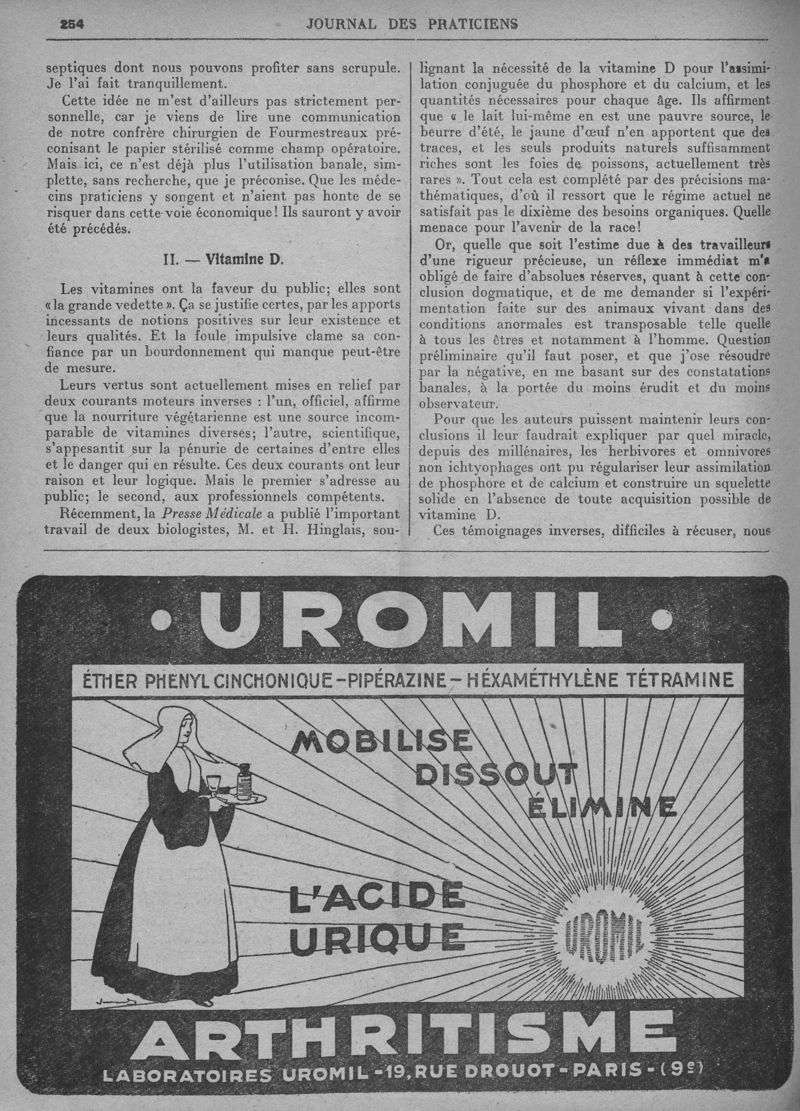 254
JOURNAL DES PRATICIENS
septiques dont nous pouvons profiter sans scrupule.
Je l'ai fait tranquillement.
Cette idée ne m'est d'ailleurs pas strictement per-
sonnelle, car je viens de lire une communication
de notre confrère chirurgien de Fourmestreaux pré-
conisant le papier stérilisé comme champ opératoire.
Mais ici, ce n'est déjà plus l'utilisation banale, sim-
plette, sans recherche, que je préconise. Que les méde-
cins praticiens y songent et n'aient pas honte de se
risquer dans cette voie économique! Ils sauront y avoir
été précédés.
II. — Vitamine D.
Les vitamines ont la faveur du public; elles sont
« la grande vedette ». Ça se justifie certes, par les apports
incessants de notions positives sur leur existence et
leurs qualités. Et la foule impulsive clame sa con-
fiance par un bourdonnement qui manque peut-être
de mesure.
Leurs vertus sont actuellement mises en relief par
deux courants moteurs inverses : l'un, officiel, affirme
que la nourriture végétarienne est une source incom-
parable de vitamines diverses; l'autre, scientifique,
s'appesantit sur la pénurie de certaines d'entre elles
et le danger qui en résulte. Ces deux courants ont leur
raison et leur logique. Mais le premier s'adresse au
public; le second, aux professionnels compétents.
Récemment, la Presse Médicale a publié l'important
travail de deux biologistes, M. et H. Hinglais, sou-
lignant la nécessité de la vitamine D pour l'assimi-
lation conjuguée du phosphore et du calcium, et les
quantités nécessaires pour chaque âge. Ils affirment
que « le lait lui-même en est une pauvre source, le
beurre d'été, le jaune d'œuf n'en apportent que des
traces, et les seuls produits naturels suffisamment
riches sont les foies de poissons, actuellement très
rares ». Tout cela est complété par des précisions ma-
thématiques, d'où il ressort que le régime actuel ne
satisfait pas le dixième des besoins organiques. Quelle
menace pour l'avenir de la race!
Or, quelle que soit l'estime due à des travailleurs
d'une rigueur précieuse, un réflexe immédiat m'a
obligé de faire d'absolues réserves, quant à cette con-
clusion dogmatique, et de me demander si l'expéri-
mentation faite sur des animaux vivant dans des
conditions anormales est transposable telle quelle
à tous les êtres et notamment à l'homme. Question
préliminaire qu'il faut poser, et que j'ose résoudre
par la négative, en me basant sur des constatations
banales, à la portée du moins érudit et du moins
observateur.
Pour que les auteurs puissent maintenir leurs con-
clusions il leur faudrait expliquer par quel miracle,
depuis des millénaires, les herbivores et omnivores
non ichtyophages ont pu régulariser leur assimilation
de phosphore et de calcium et construire un squelette
solide en l'absence de toute acquisition possible de
vitamine D.
Ces témoignages inverses, difficiles à récuser, nous
• UROMIL •
ÉTHER PHENYL CINCHONIQUE-PIPÉRAZINE-HÉXAMÉTHYLÈNE TÉTRAMINE
MOBILISE
DISSOUT
ÉLIMINE
L'ACIDE
URIQUE
UROMIL
ARTHRITISME
LABORATOIRES UROMIL-19, RUE DROUOT-PARIS-(9e)